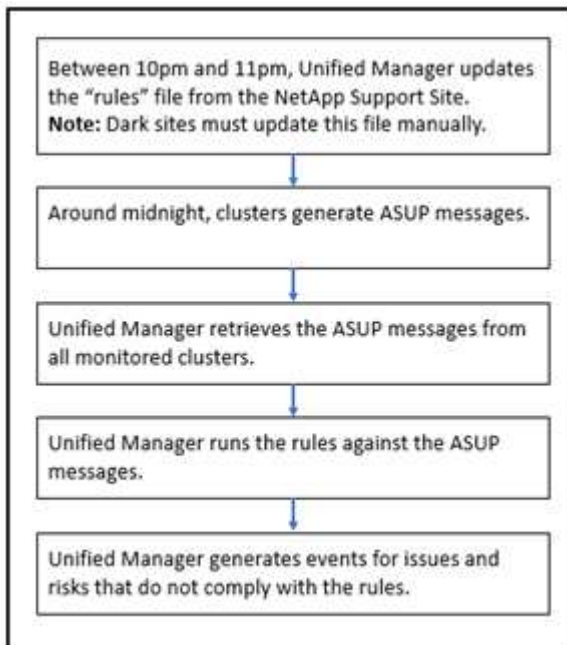 Between 10pm and 11pm, Unified Manager updates
the “rules” file from the NetApp Support Site.
Note: Dark sites must update this file manually.
Around midnight, clusters generate ASUP messages.
Unified Manager retrieves the ASUP messages from
all monitored clusters.
Unified Manager runs the rules against the ASUP
messages.
Unified Manager generates events for issues and
risks that do not comply with the rules.